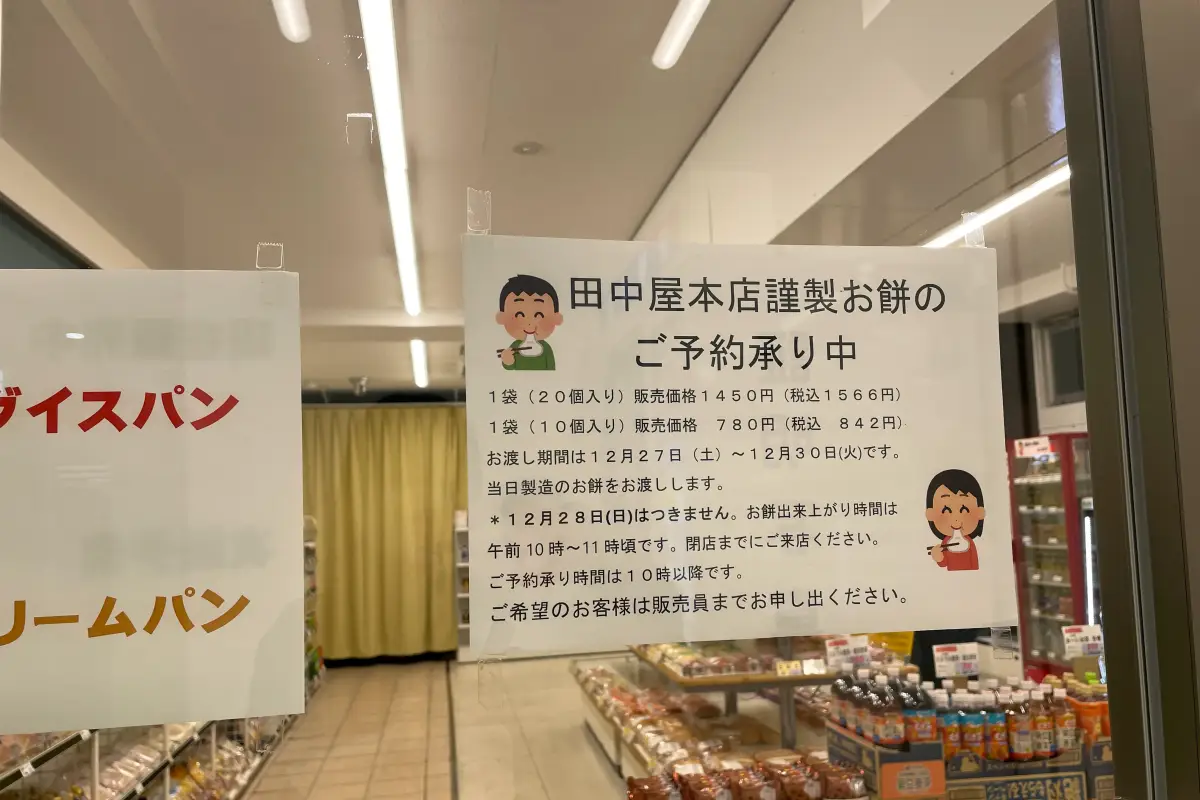 ダイスパン
リームパン
田中屋本店謹製お餅の
ご予約承り中
1袋(20個入り)販売価格1450円(税込1566円)
1袋(10個入り)販売価格 780円(税込 842円)
お渡し期間は12月27日(土)~12月30日(火)です。
当日製造のお餅をお渡しします。
*12月28日(日)はつきません。お餅出来上がり時間は
午前10時~11時頃です。閉店までにご来店ください。
ご予約承り時間は10時以降です。
ご希望のお客様は販売員までお申し出ください。